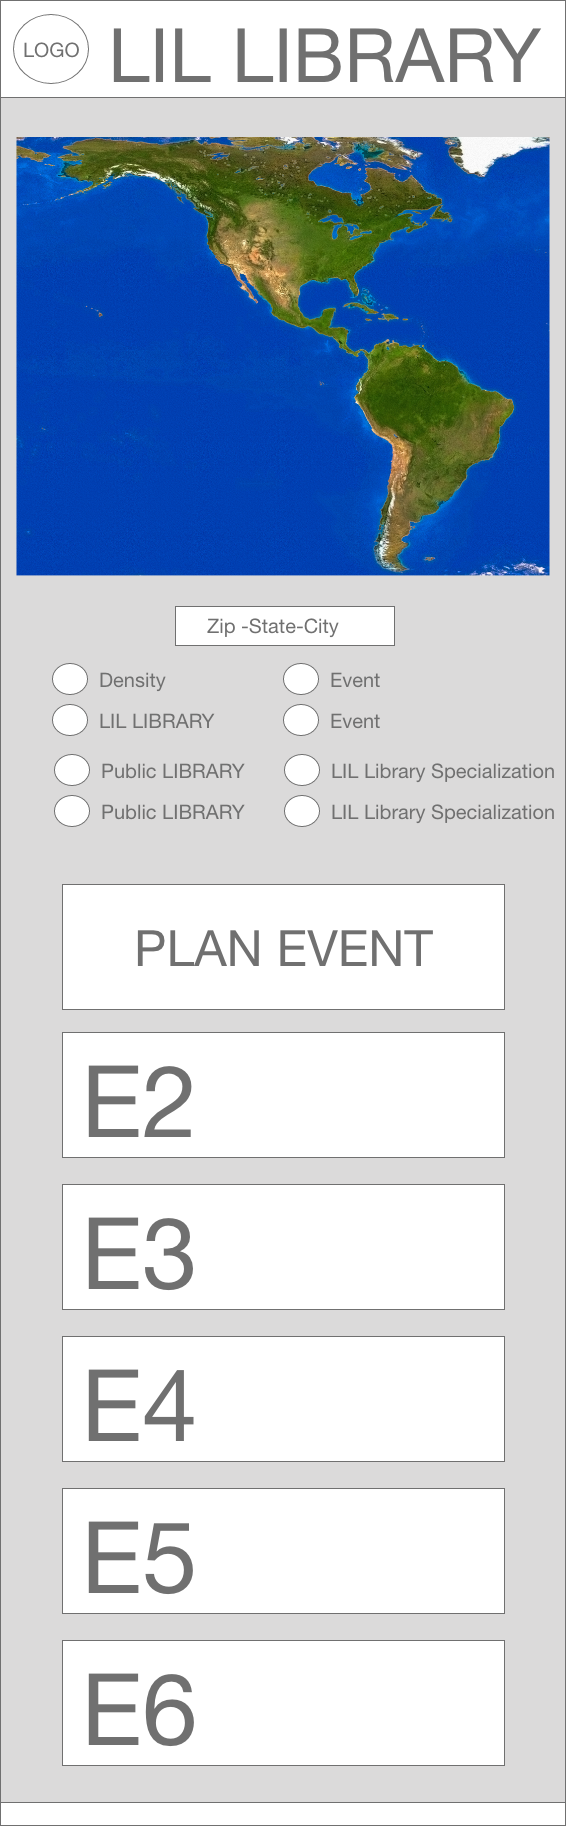 LOGO
LIL LIBRARY
Zip -State-City
Density
Event
LIL LIBRARY
Event
Public LIBRARY
LIL Library Specialization
Public LIBRARY
LIL Library Specialization
PLAN EVENT
E2
E3
E4
E5
E6